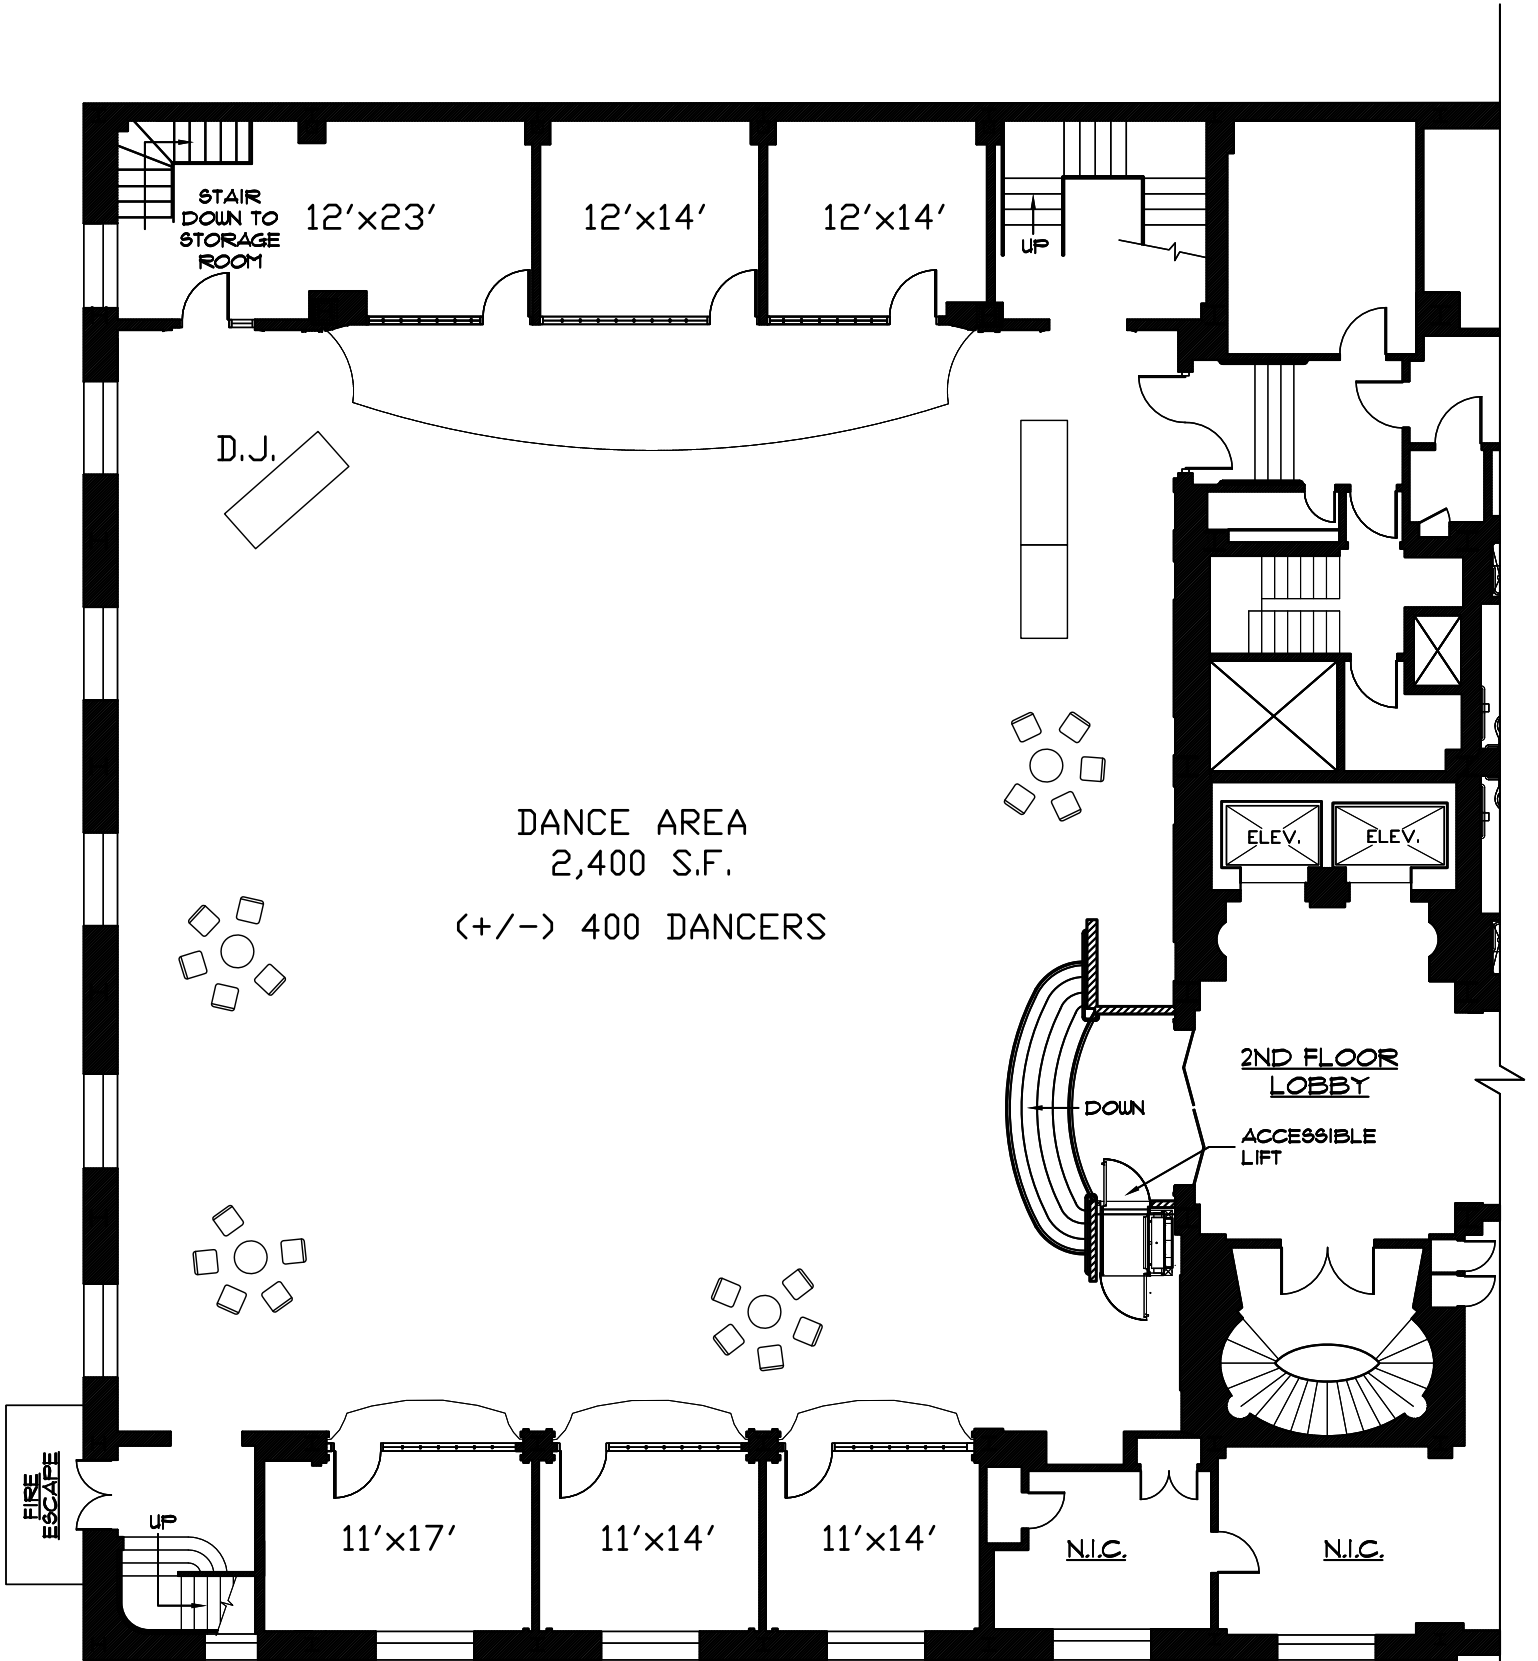 STAIR
DOWN TO
STORAGE
ROOM
12'x23'
12'x14'
12'x14'
UP
D.J.
DANCE AREA
2,400 S.F.
(+/-) 400 DANCERS
ELEV.
ELEV.
2ND FLOOR
LOBBY
DOWN
ACCESSIBLE
LIFT
FIRE
ESCAPE
UP
11'x17'
11'x14'
11'x14'
N.I.C.
N.I.C.